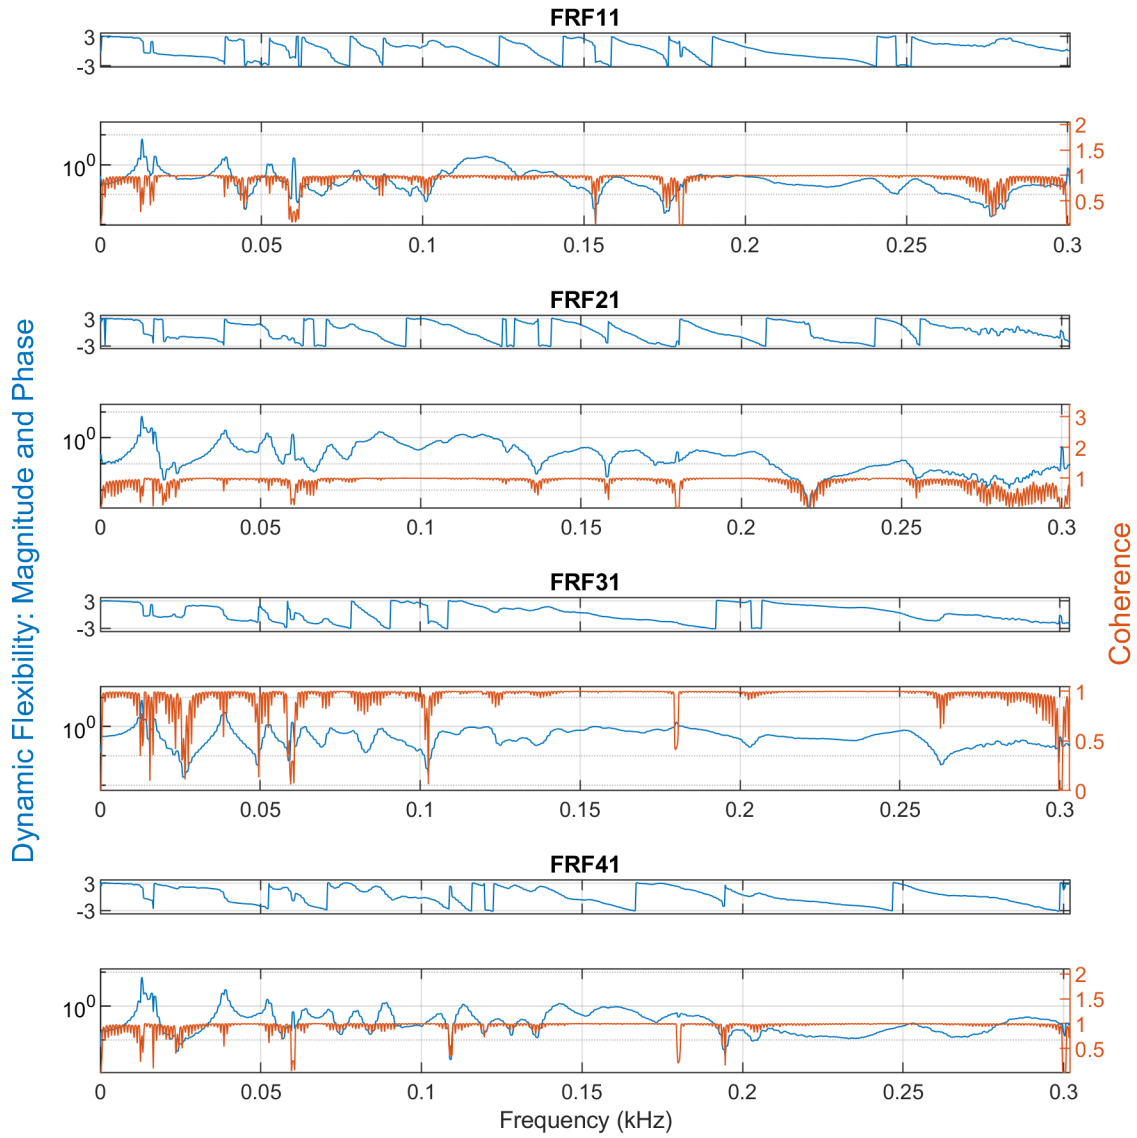 FRF11
3
-3
10^0
2
1.5
1
0.5
0 0.05 0.1 0.15 0.2 0.25 0.3
FRF21
3
-3
10^0
3
2
1
0 0.05 0.1 0.15 0.2 0.25 0.3
FRF31
3
-3
10^0
1
0.5
0
0 0.05 0.1 0.15 0.2 0.25 0.3
FRF41
3
-3
10^0
2
1.5
1
0.5
0 0.05 0.1 0.15 0.2 0.25 0.3
Frequency (kHz)
Dynamic Flexibility: Magnitude and Phase
Coherence